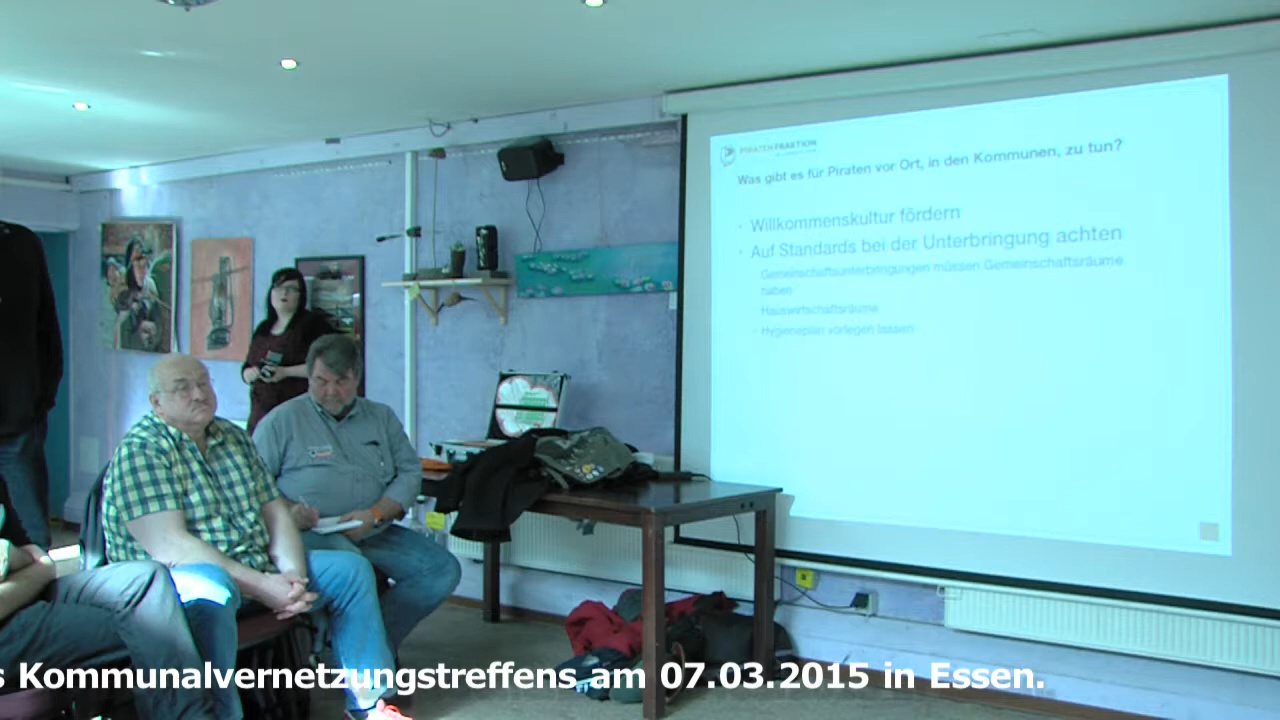 PIRATENFRAKTION
Was gibt es für Piraten vor Ort, in den Kommunen, zu tun?
Willkommenskultur fördern
Auf Standards bei der Unterbringung achten
Gemeinschaftsunterbringungen müssen Gemeinschaftsräume
haben
Hauswirtschaftsräume
Hygieneplan vorlegen lassen
s Kommunalvernetzungstreffens am 07.03.2015 in Essen.